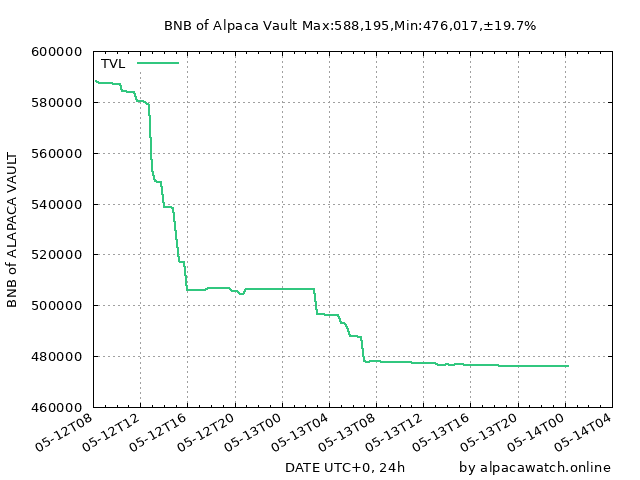 BNB of Alpaca Vault Max:588,195,Min:476,017,±19.7%
TVL
BNB of ALAPACA VAULT
600000
580000
560000
540000
520000
500000
480000
460000
05-12T08
05-12T12
05-12T16
05-12T20
05-13T00
05-13T04
05-13T08
05-13T12
05-13T16
05-13T20
05-14T00
05-14T04
DATE UTC+0, 24h
by alpacawatch.online